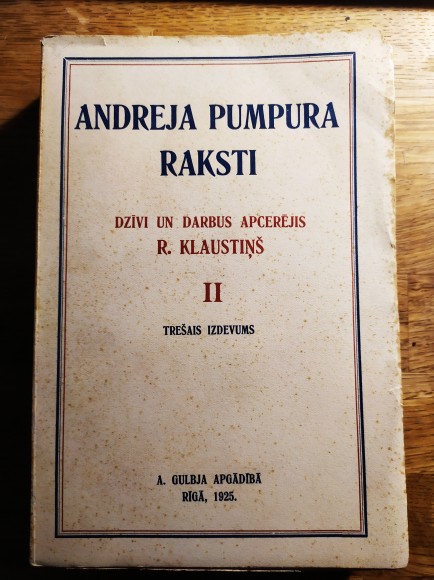 ANDREJA PUMPURA
RAKSTI
DZĪVI UN DARBUS APCERĒJIS
R. KLAUSTIŅŠ
II
TREŠAIS IZDEVUMS
A. GULBJA APGĀDĪBĀ
RĪGĀ, 1925.